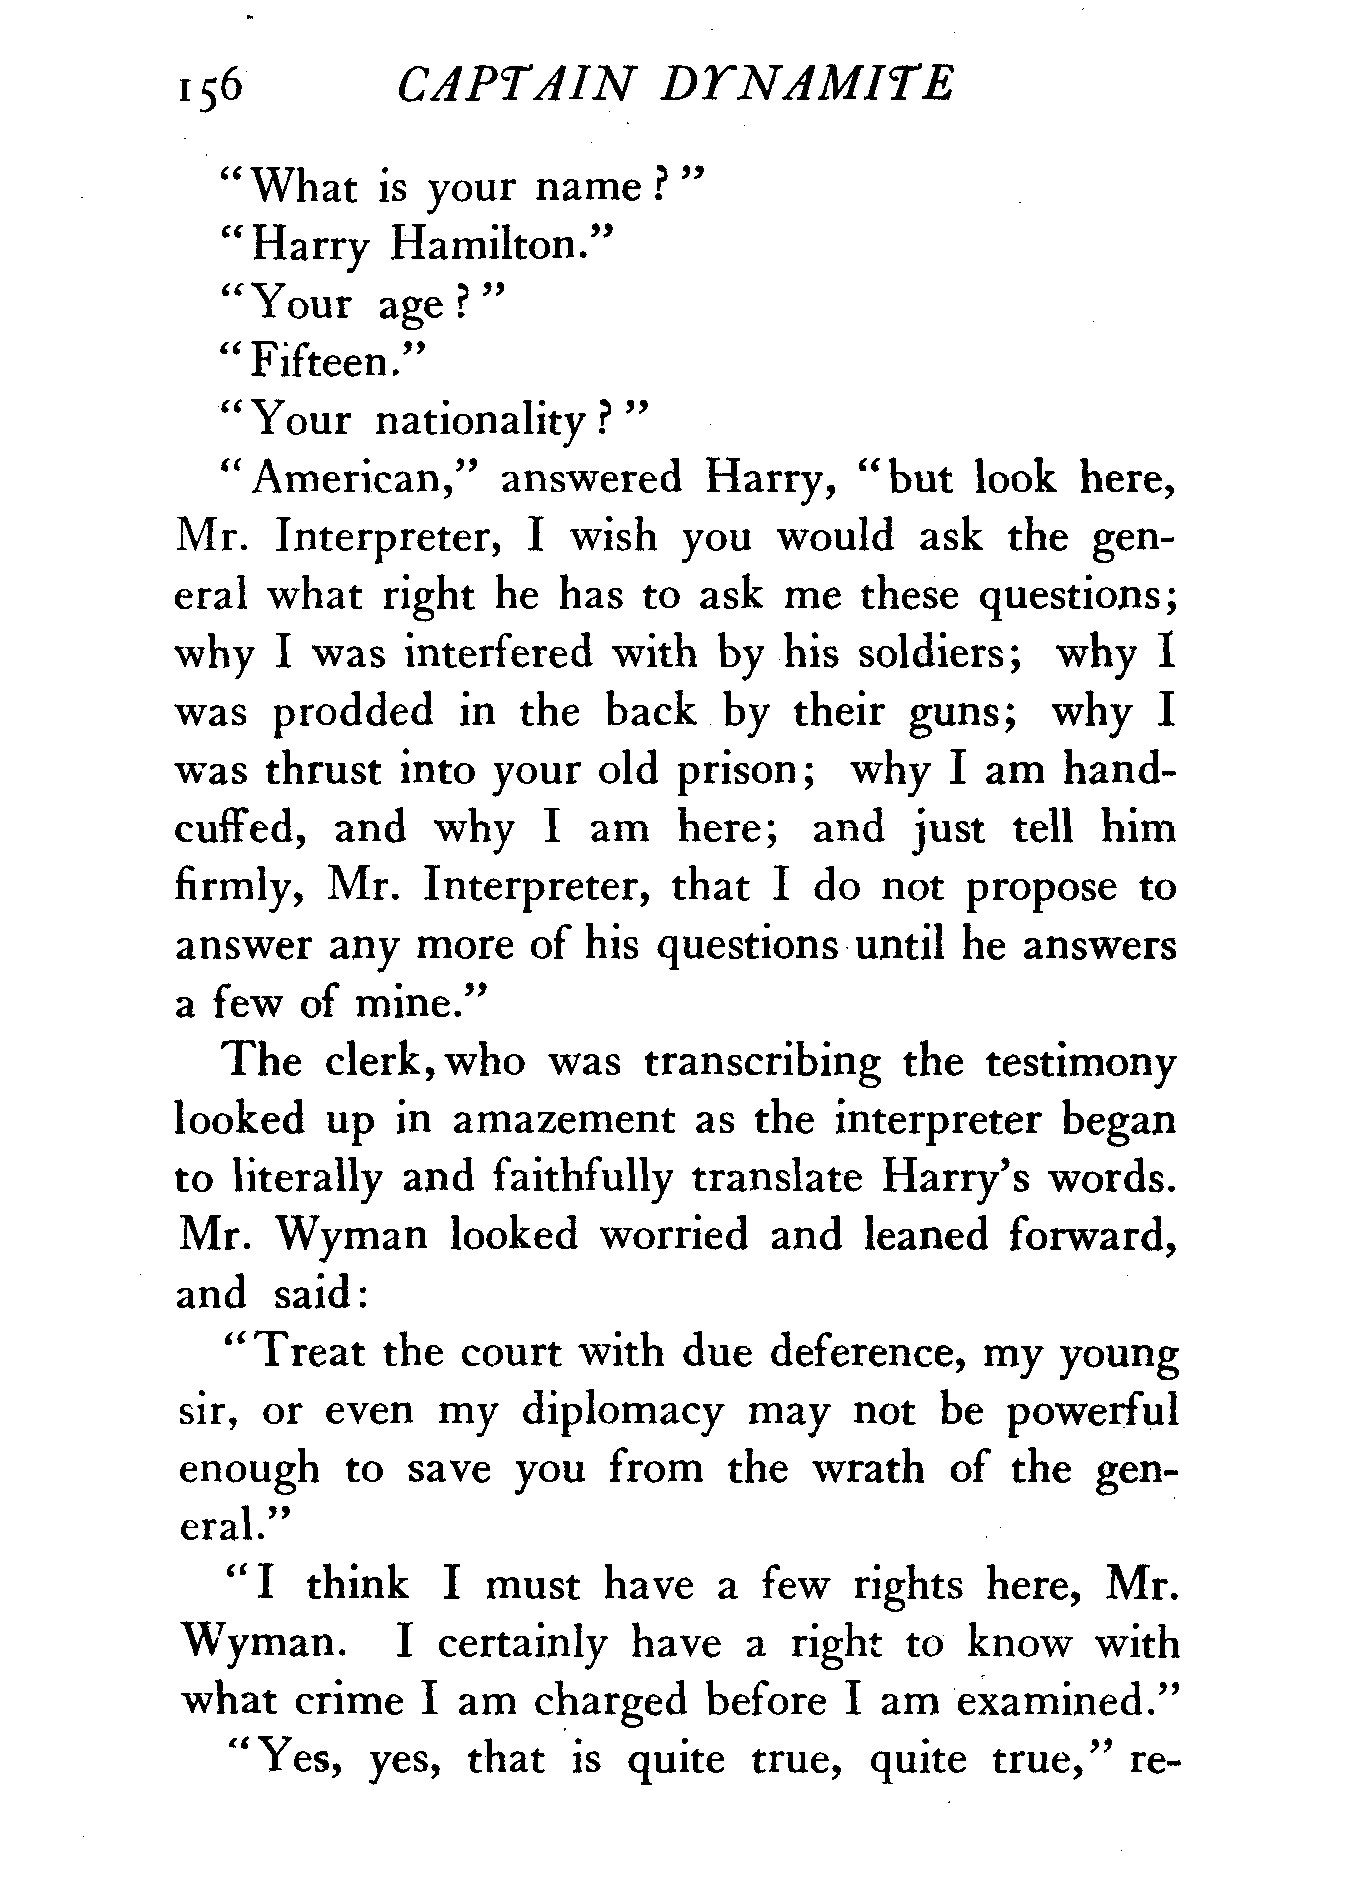 156 CAPTAIN DYNAMITE
“What is your name?”
“Harry Hamilton.”
“Your age?”
“Fifteen.”
“Your nationality?”
“American,” answered Harry, “but look here,
Mr. Interpreter, I wish you would ask the gen-
eral what right he has to ask me these questions;
why I was interfered with by his soldiers; why I
was prodded in the back by their guns; why I
was thrust into your old prison; why I am hand-
cuffed, and why I am here; and just tell him
firmly, Mr. Interpreter, that I do not propose to
answer any more of his questions until he answers
a few of mine.”
The clerk, who was transcribing the testimony
looked up in amazement as the interpreter began
to literally and faithfully translate Harry’s words.
Mr. Wyman looked worried and leaned forward,
and said:
“Treat the court with due deference, my young
sir, or even my diplomacy may not be powerful
enough to save you from the wrath of the gen-
eral.”
“I think I must have a few rights here, Mr.
Wyman. I certainly have a right to know with
what crime I am charged before I am examined.”
“Yes, yes, that is quite true, quite true,” re-